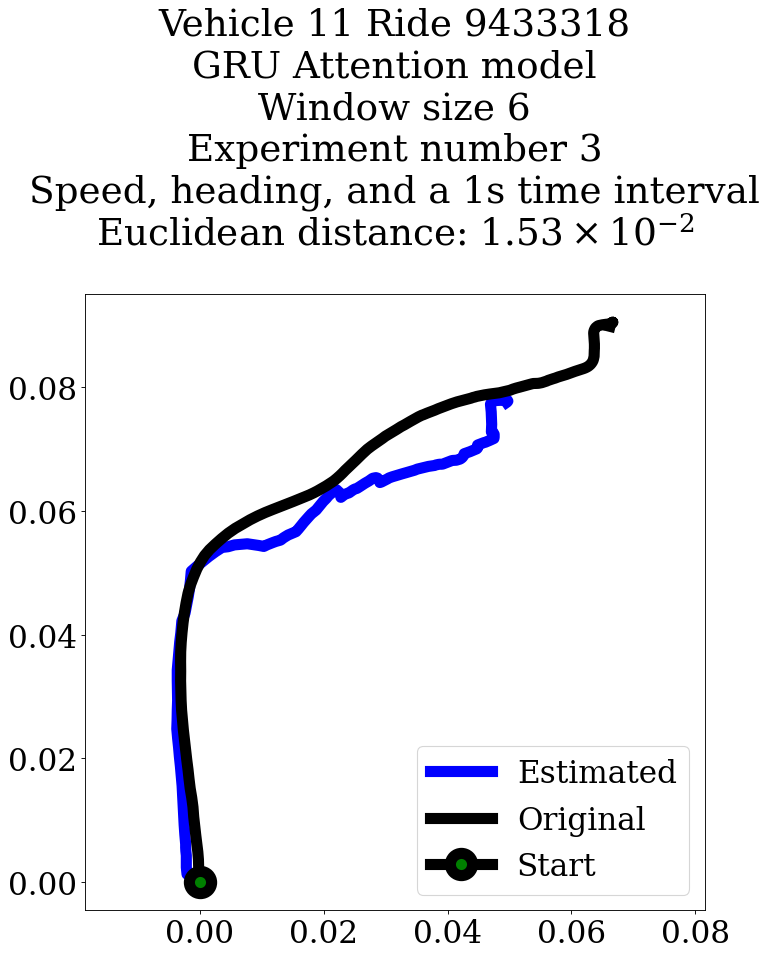 Vehicle 11 Ride 9433318
GRU Attention model
Window size 6
Experiment number 3
Speed, heading, and a 1s time interval
Euclidean distance: 1.53 × 10⁻²
0.08
0.06
0.04
0.02
0.00
Estimated
Original
Start
0.00 0.02 0.04 0.06 0.08